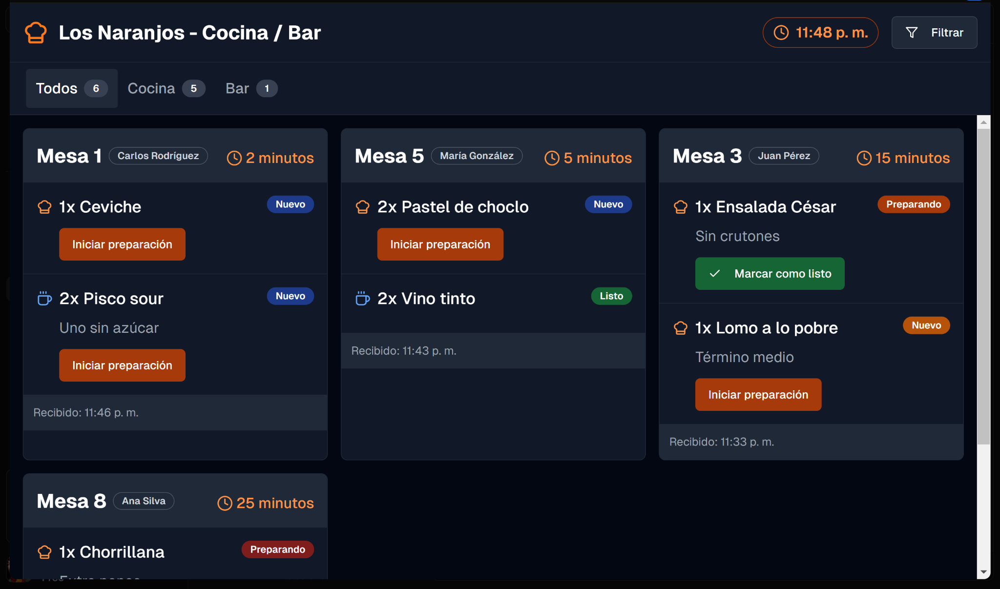 Los Naranjos - Cocina / Bar
11:48 p. m.
Filtrar
Todos 6
Cocina 5
Bar 1
Mesa 1 Carlos Rodríguez 2 minutos
1x Ceviche Nuevo
Iniciar preparación
2x Pisco sour Nuevo
Uno sin azúcar
Iniciar preparación
Recibido: 11:46 p. m.
Mesa 5 María González 5 minutos
2x Pastel de choclo Nuevo
Iniciar preparación
2x Vino tinto Listo
Recibido: 11:43 p. m.
Mesa 3 Juan Pérez 15 minutos
1x Ensalada César Preparando
Sin crutones
Marcar como listo
1x Lomo a lo pobre Nuevo
Término medio
Iniciar preparación
Recibido: 11:33 p. m.
Mesa 8 Ana Silva 25 minutos
1x Chorrillana Preparando